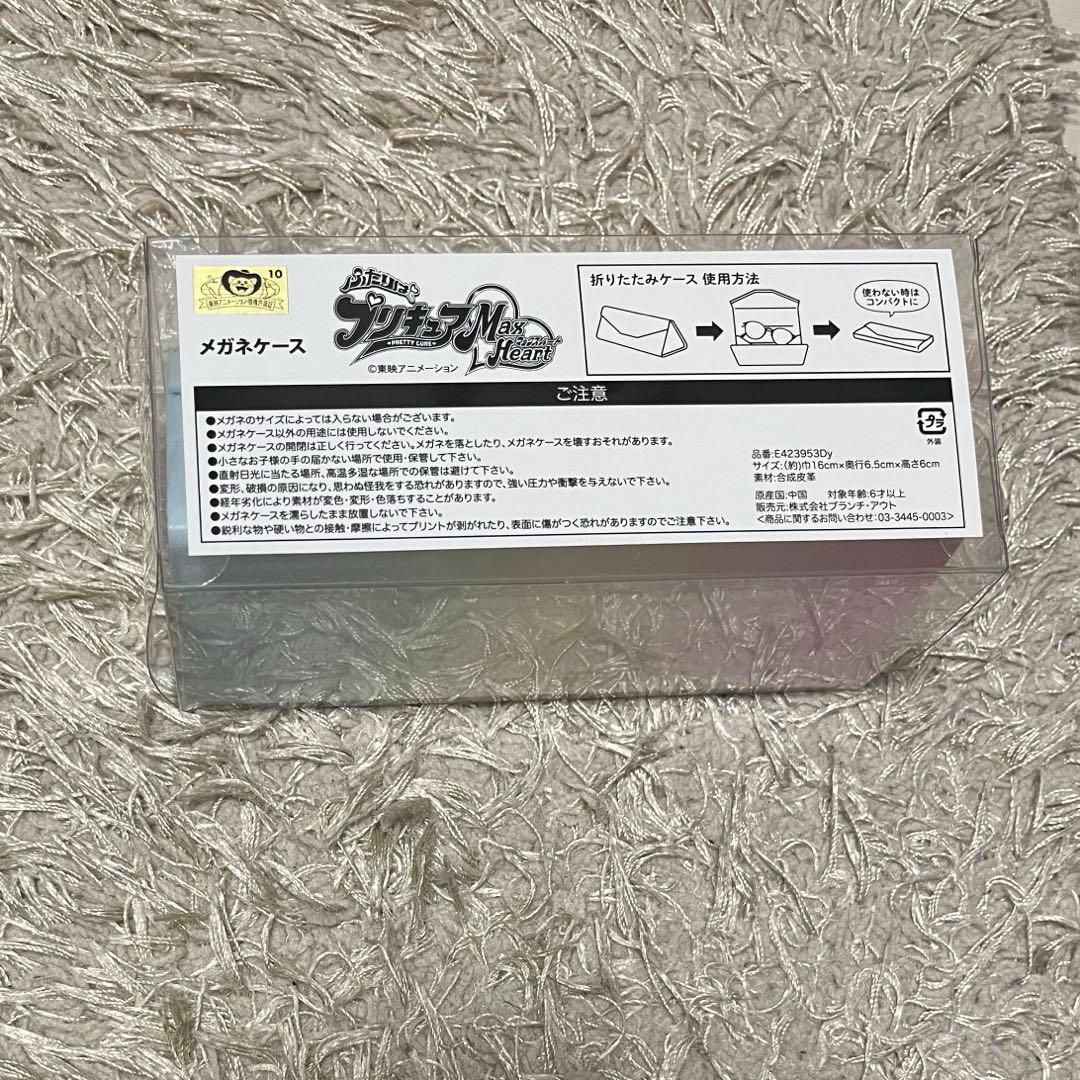 10
東映アニメーション使用許諾証
メガネケース
ふたりは
プリキュア Max Heart
マックスハート
PRETTY CURE
©東映アニメーション
折りたたみケース 使用方法
使わない時は
コンパクトに
ご注意
●メガネのサイズによっては入らない場合がございます。
●メガネケース以外の用途には使用しないでください。
●メガネケースの開閉は正しく行ってください。メガネを落としたり、メガネケースを壊すおそれがあります。
●小さなお子様の手の届かない場所で使用・保管して下さい。
●直射日光に当たる場所、高温多湿な場所での保管は避けて下さい。
●変形、破損の原因になり、思わぬ怪我をする恐れがありますので、強い圧力や衝撃を与えないで下さい。
●経年劣化により素材が変色・変形・色落ちすることがあります。
●メガネケースを濡らしたまま放置しないで下さい。
●鋭利な物や硬い物との接触・摩擦によってプリントが剥がれたり、表面に傷がつく恐れがありますのでご注意下さい。
プラ
外装
品番:E423953Dy
サイズ:(約)巾16cm×奥行6.5cm×高さ6cm
素材:合成皮革
原産国:中国 対象年齢:6才以上
販売元:株式会社ブランチ・アウト
<商品に関するお問い合わせ:03-3445-0003>